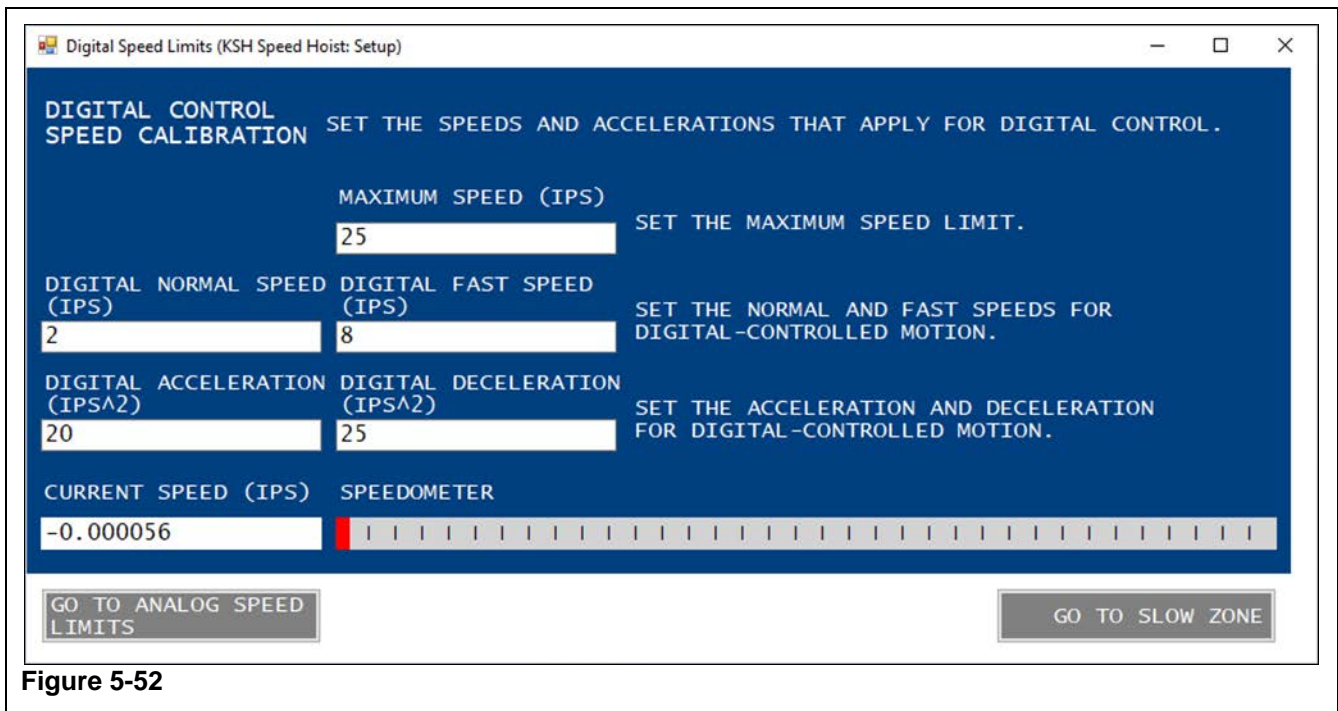 Digital Speed Limits (KSH Speed Hoist: Setup)
DIGITAL CONTROL
SPEED CALIBRATION
SET THE SPEEDS AND ACCELERATIONS THAT APPLY FOR DIGITAL CONTROL.
MAXIMUM SPEED (IPS)
25
SET THE MAXIMUM SPEED LIMIT.
DIGITAL NORMAL SPEED
(IPS)
2
DIGITAL FAST SPEED
(IPS)
8
SET THE NORMAL AND FAST SPEEDS FOR
DIGITAL-CONTROLLED MOTION.
DIGITAL ACCELERATION
(IPS^2)
20
DIGITAL DECELERATION
(IPS^2)
25
SET THE ACCELERATION AND DECELERATION
FOR DIGITAL-CONTROLLED MOTION.
CURRENT SPEED (IPS)
-0.000056
SPEEDOMETER
GO TO ANALOG SPEED
LIMITS
GO TO SLOW ZONE
Figure 5-52